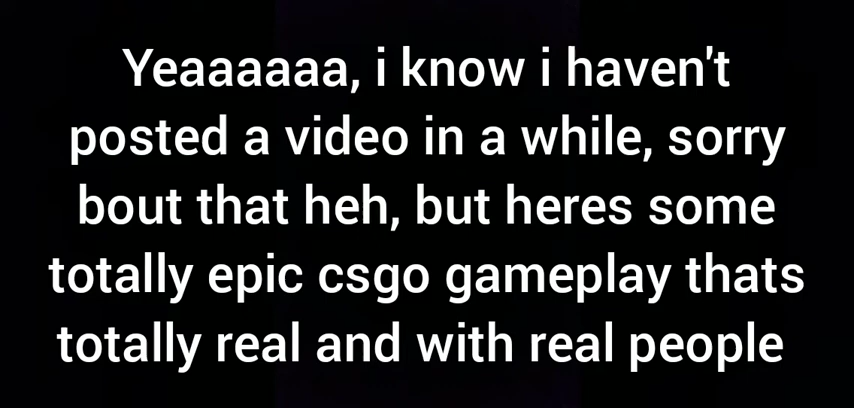 Yeaaaaaa, i know i haven't
posted a video in a while, sorry
bout that heh, but heres some
totally epic csgo gameplay thats
totally real and with real people